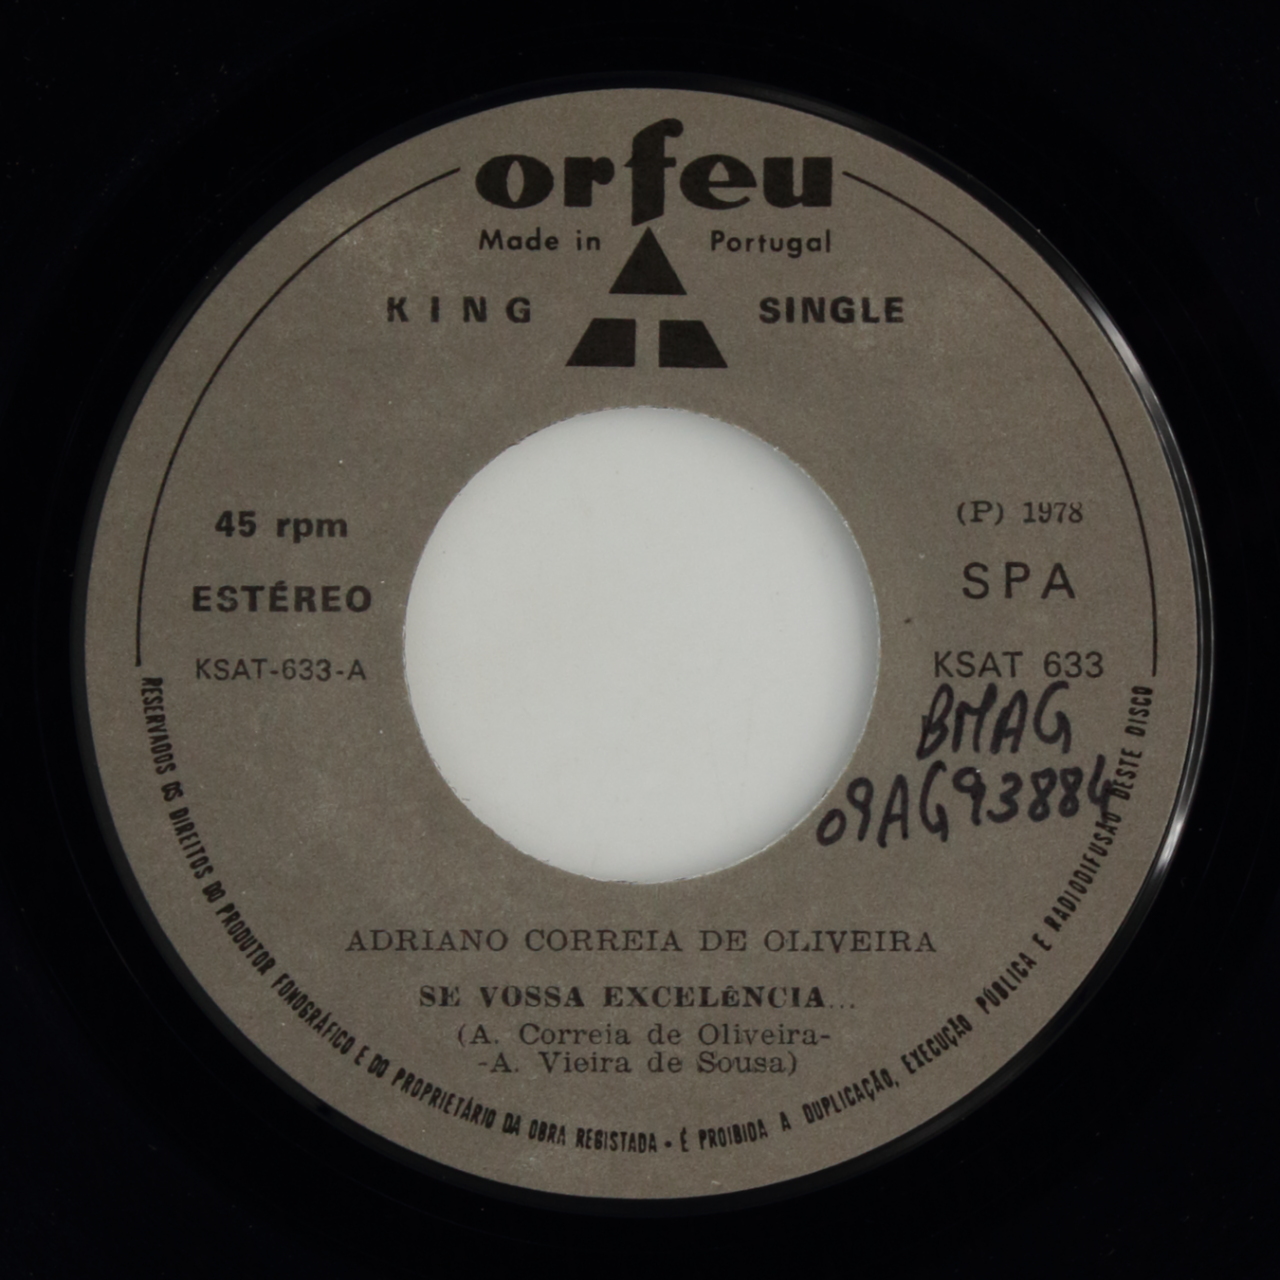 orfeu
Made in Portugal
KING SINGLE
45 rpm
ESTÉREO
KSAT-633-A
(P) 1978
SPA
KSAT 633
BMAG
09AG93884
ADRIANO CORREIA DE OLIVEIRA
SE VOSSA EXCELÊNCIA...
(A. Correia de Oliveira-
-A. Vieira de Sousa)
RESERVADOS OS DIREITOS DO PRODUTOR FONOGRÁFICO E DO PROPRIETÁRIO DA OBRA REGISTADA - É PROIBIDA A DUPLICAÇÃO, EXECUÇÃO PÚBLICA E RADIODIFUSÃO DESTE DISCO